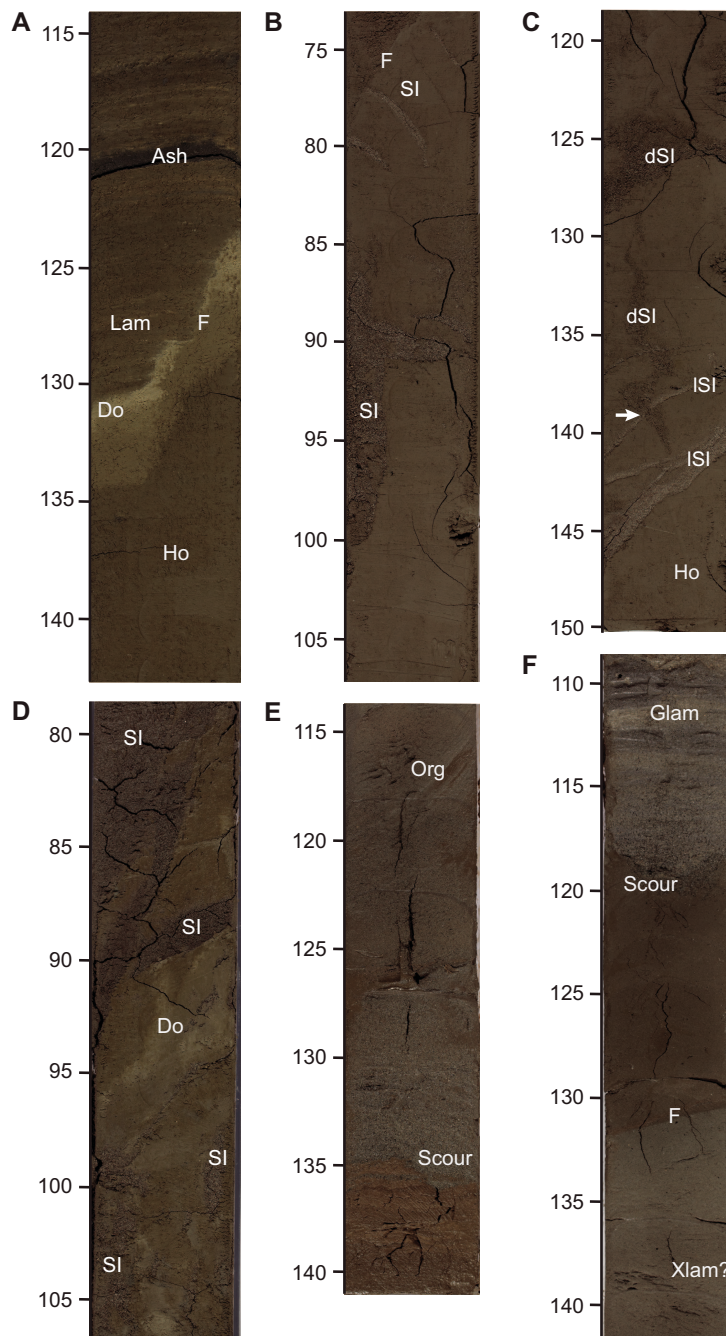 A
115
120
125
130
135
140
Ash
Lam
F
Do
Ho
B
75
80
85
90
95
100
105
F
SI
SI
C
120
125
130
135
140
145
150
dSI
dSI
lSI
lSI
Ho
D
80
85
90
95
100
105
SI
SI
Do
SI
SI
E
115
120
125
130
135
140
Org
Scour
F
110
115
120
125
130
135
140
Glam
Scour
F
Xlam?